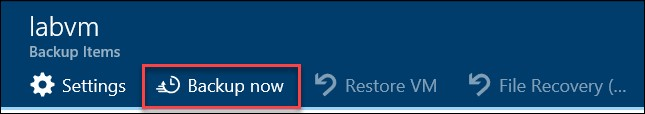 labvm
Backup Items
Settings Backup now Restore VM File Recovery (...